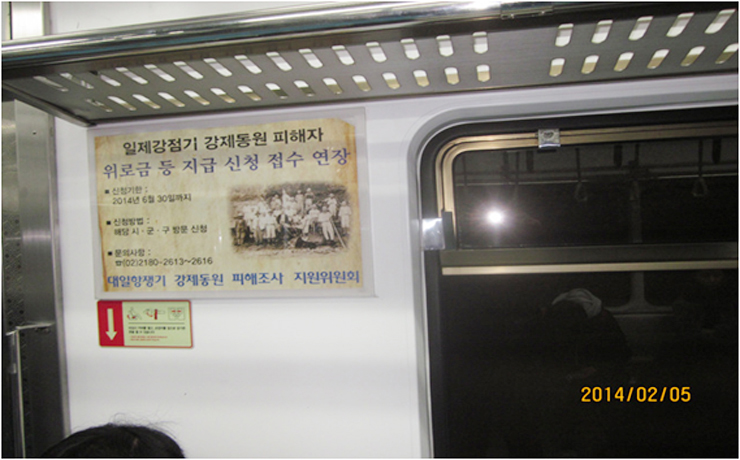 일제강점기 강제동원 피해자
위로금 등 지급 신청 접수 연장
■ 신청기한 :
2014년 6월 30일까지
■ 신청방법 :
해당 시·군·구 방문 신청
■ 문의사항 :
☎(02)2180-2613~2616
대일항쟁기 강제동원 피해조사 지원위원회
2014/02/05